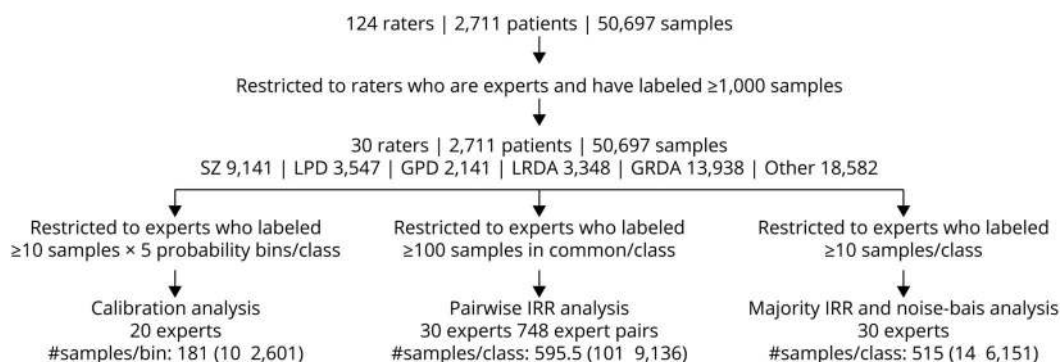 124 raters | 2,711 patients | 50,697 samples
Restricted to raters who are experts and have labeled ≥1,000 samples
30 raters | 2,711 patients | 50,697 samples
SZ 9,141 | LPD 3,547 | GPD 2,141 | LRDA 3,348 | GRDA 13,938 | Other 18,582
Restricted to experts who labeled
≥10 samples × 5 probability bins/class
Calibration analysis
20 experts
#samples/bin: 181 (10 2,601)
Restricted to experts who labeled
≥100 samples in common/class
Pairwise IRR analysis
30 experts 748 expert pairs
#samples/class: 595.5 (101 9,136)
Restricted to experts who labeled
≥10 samples/class
Majority IRR and noise-bais analysis
30 experts
#samples/class: 515 (14 6,151)